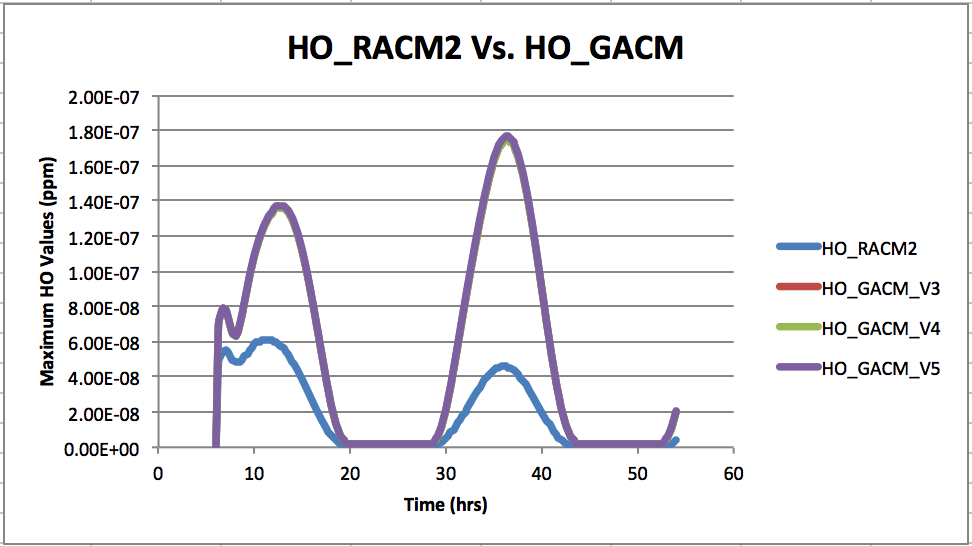 HO_RACM2 Vs. HO_GACM
2.00E-07
1.80E-07
1.60E-07
1.40E-07
1.20E-07
1.00E-07
8.00E-08
6.00E-08
4.00E-08
2.00E-08
0.00E+00
Maximum HO Values (ppm)
0 10 20 30 40 50 60
Time (hrs)
HO_RACM2
HO_GACM_V3
HO_GACM_V4
HO_GACM_V5